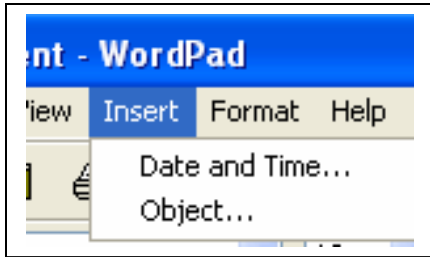 ent - WordPad
View Insert Format Help
Date and Time...
Object...